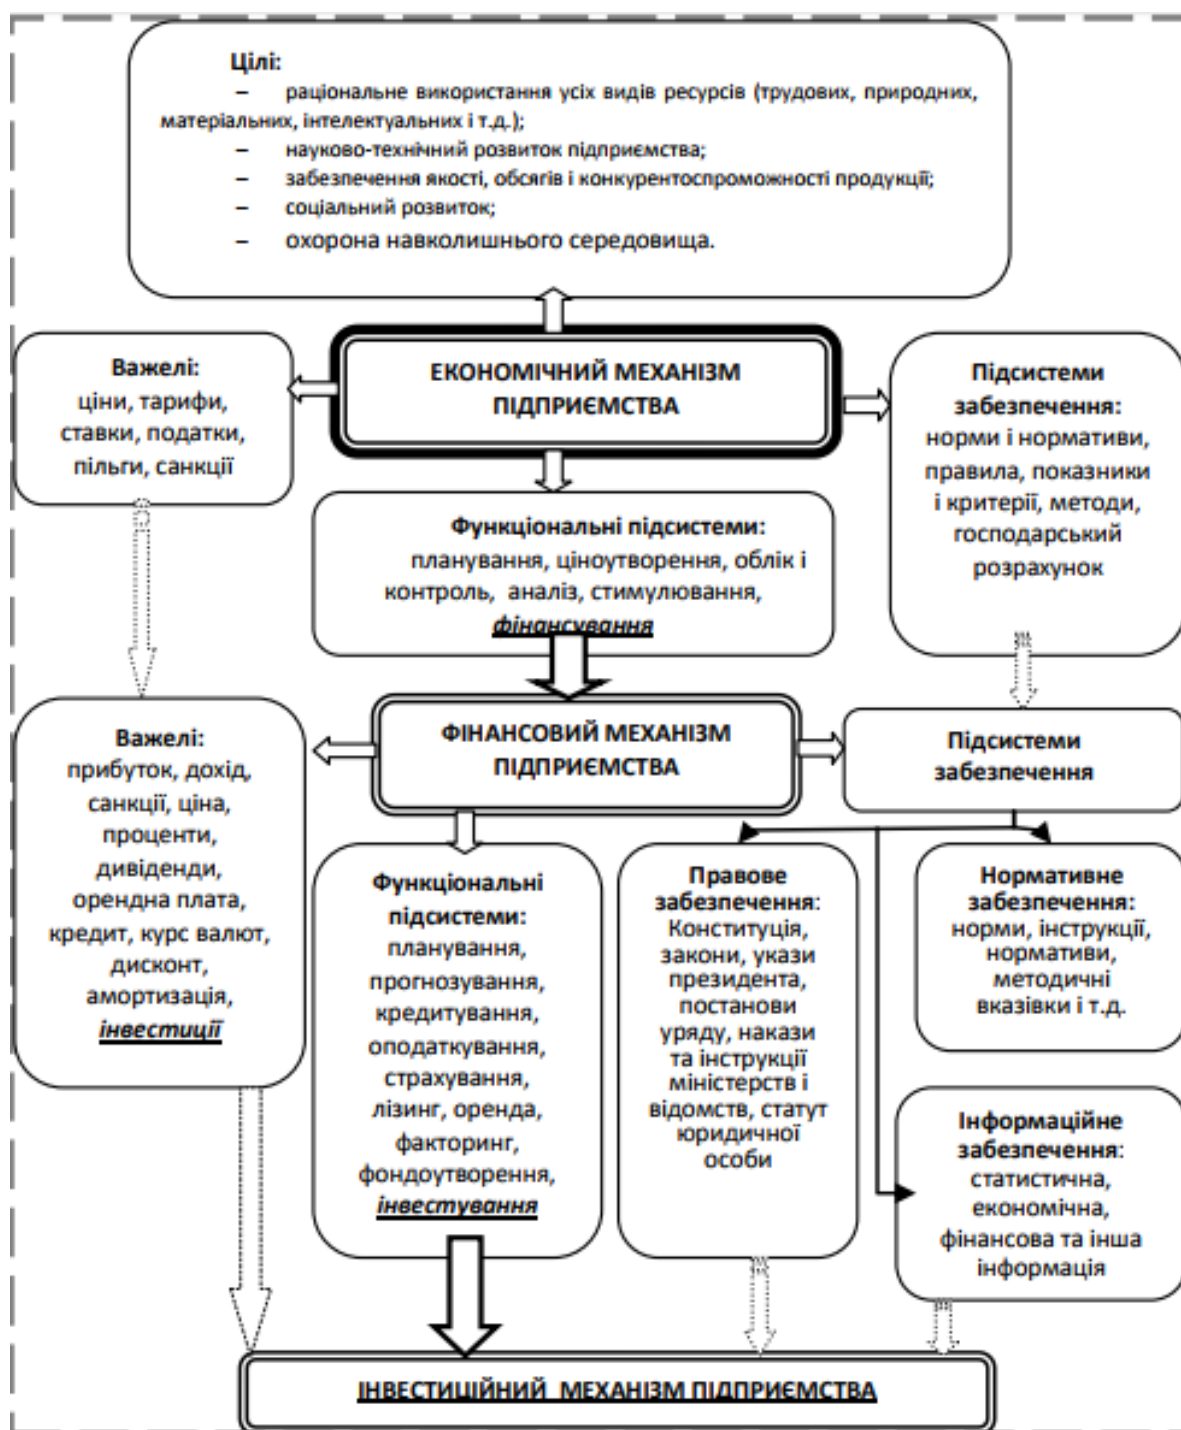 Цілі:
– раціональне використання усіх видів ресурсів (трудових, природних,
матеріальних, інтелектуальних і т.д.);
– науково-технічний розвиток підприємства;
– забезпечення якості, обсягів і конкурентоспроможності продукції;
– соціальний розвиток;
– охорона навколишнього середовища.
Важелі:
ціни, тарифи,
ставки, податки,
пільги, санкції
ЕКОНОМІЧНИЙ МЕХАНІЗМ
ПІДПРИЄМСТВА
Підсистеми
забезпечення:
норми і нормативи,
правила, показники
і критерії, методи,
господарський
розрахунок
Функціональні підсистеми:
планування, ціноутворення, облік і
контроль, аналіз, стимулювання,
фінансування
Важелі:
прибуток, дохід,
санкції, ціна,
проценти,
дивіденди,
орендна плата,
кредит, курс валют,
дисконт,
амортизація,
інвестиції
ФІНАНСОВИЙ МЕХАНІЗМ
ПІДПРИЄМСТВА
Підсистеми
забезпечення
Функціональні
підсистеми:
планування,
прогнозування,
кредитування,
оподаткування,
страхування,
лізинг, оренда,
факторинг,
фондоутворення,
інвестування
Правове
забезпечення:
Конституція,
закони, укази
президента,
постанови
уряду, накази
та інструкції
міністерств і
відомств, статут
юридичної
особи
Нормативне
забезпечення:
норми, інструкції,
нормативи,
методичні
вказівки і т.д.
Інформаційне
забезпечення:
статистична,
економічна,
фінансова та інша
інформація
ІНВЕСТИЦІЙНИЙ МЕХАНІЗМ ПІДПРИЄМСТВА